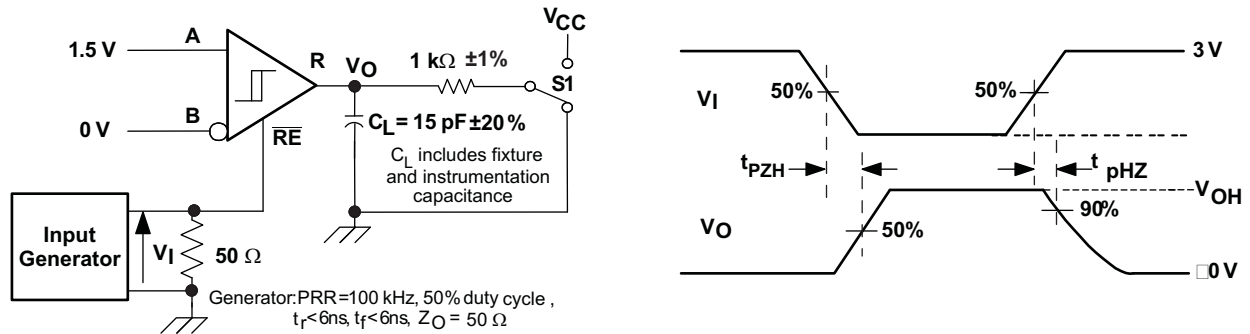 1.5 V
A
B
0 V
R
VO
RE
1 kΩ ±1%
VCC
S1
CL = 15 pF ±20%
CL includes fixture
and instrumentation
capacitance
Input
Generator
VI
50 Ω
Generator:PRR=100 kHz, 50% duty cycle ,
tr<6ns, tf<6ns, ZO = 50 Ω
3 V
VI
50%
50%
tPZH
t pHZ
VOH
90%
VO
50%
□0 V